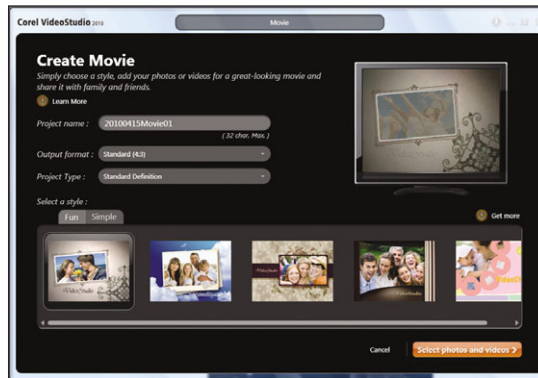 Corel VideoStudio 2010
Movie
Create Movie
Simply choose a style, add your photos or videos for a great-looking movie and
share it with family and friends.
Learn More
Project name :
20100415Movie01
( 32 char. Max. )
Output format :
Standard (4:3)
Project Type :
Standard Definition
Select a style :
Fun
Simple
Get more
VideoStudio
VideoStudio
Cancel
Select photos and videos